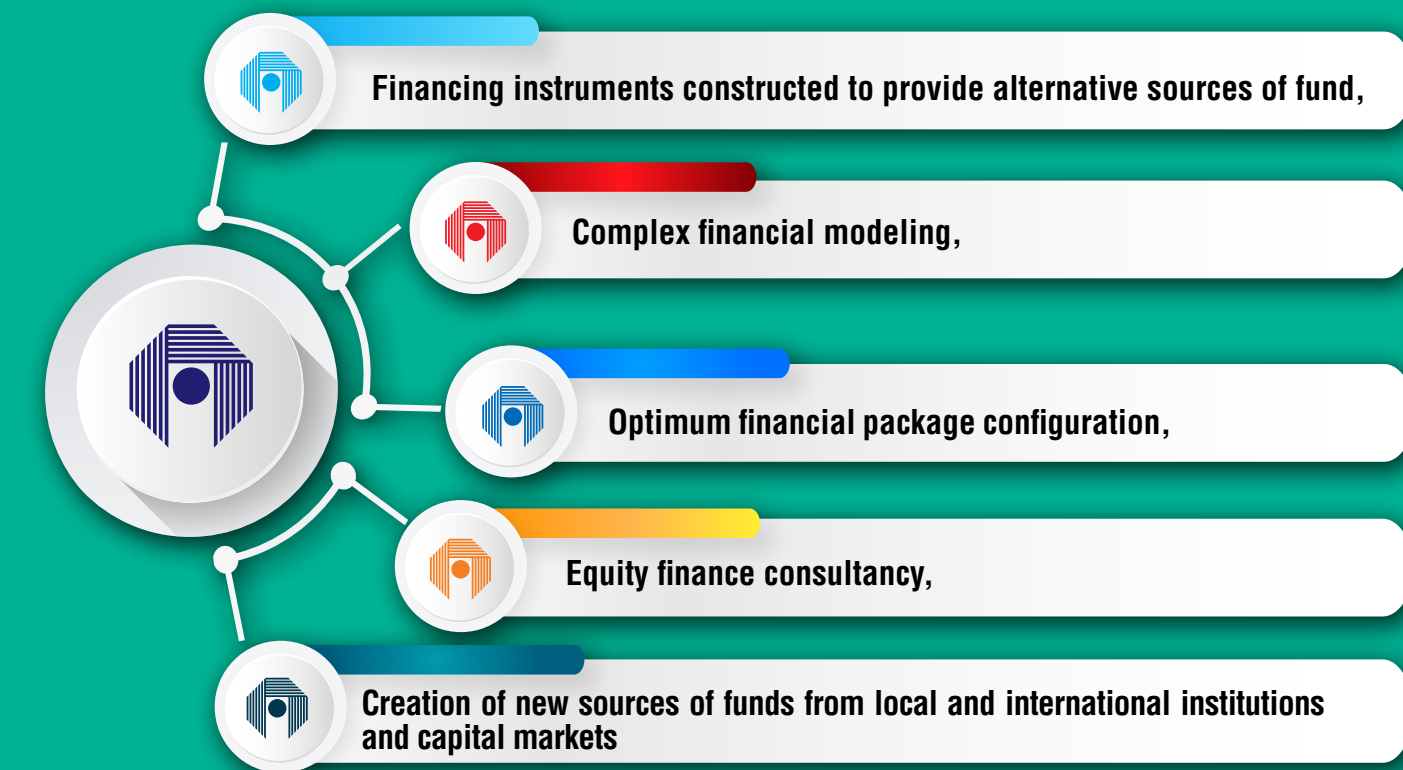 Financing instruments constructed to provide alternative sources of fund,
Complex financial modeling,
Optimum financial package configuration,
Equity finance consultancy,
Creation of new sources of funds from local and international institutions
and capital markets